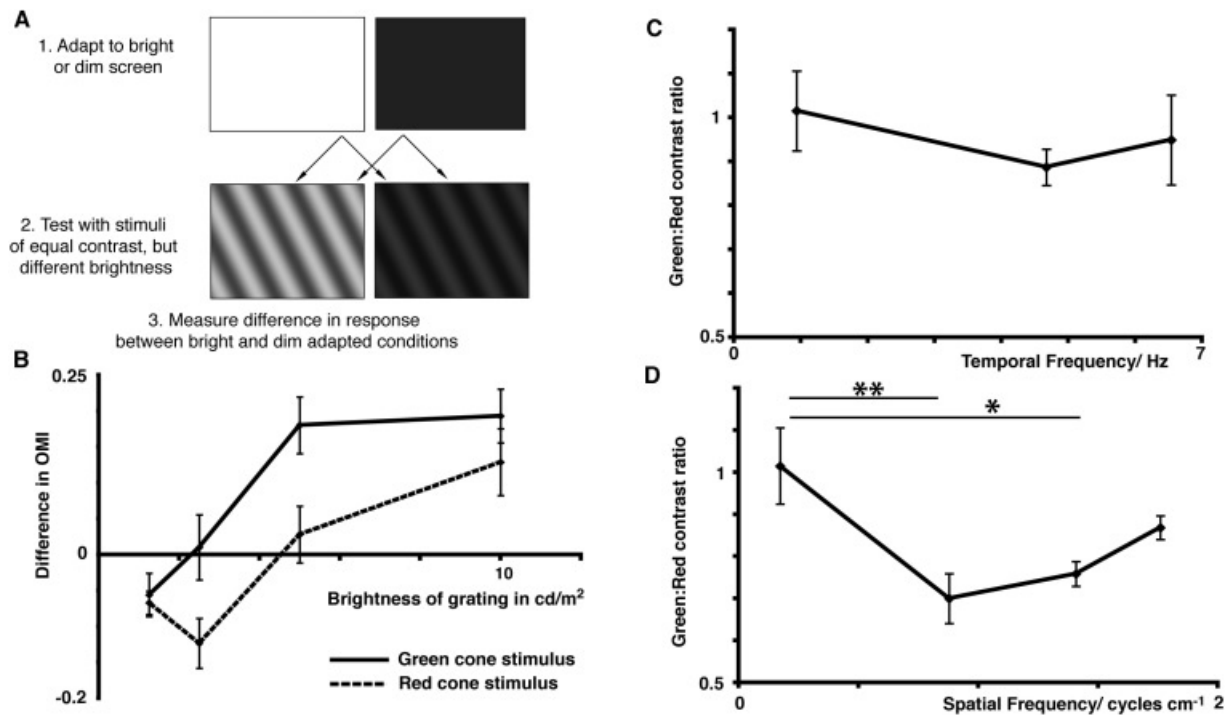 A
1. Adapt to bright
or dim screen
2. Test with stimuli
of equal contrast, but
different brightness
3. Measure difference in response
between bright and dim adapted conditions
B
0.25
Difference in OMI
0
10
Brightness of grating in cd/m²
Green cone stimulus
Red cone stimulus
-0.2
C
Green:Red contrast ratio
1
0.5
0
7
Temporal Frequency/ Hz
D
**
*
Green:Red contrast ratio
1
0.5
0
Spatial Frequency/ cycles cm⁻¹ 2